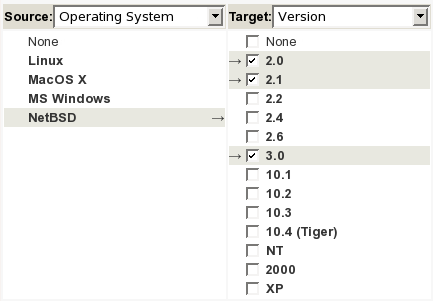 Source: Operating System
None
Linux
MacOS X
MS Windows
NetBSD →
Target: Version
None
→ 2.0
→ 2.1
2.2
2.4
2.6
→ 3.0
10.1
10.2
10.3
10.4 (Tiger)
NT
2000
XP